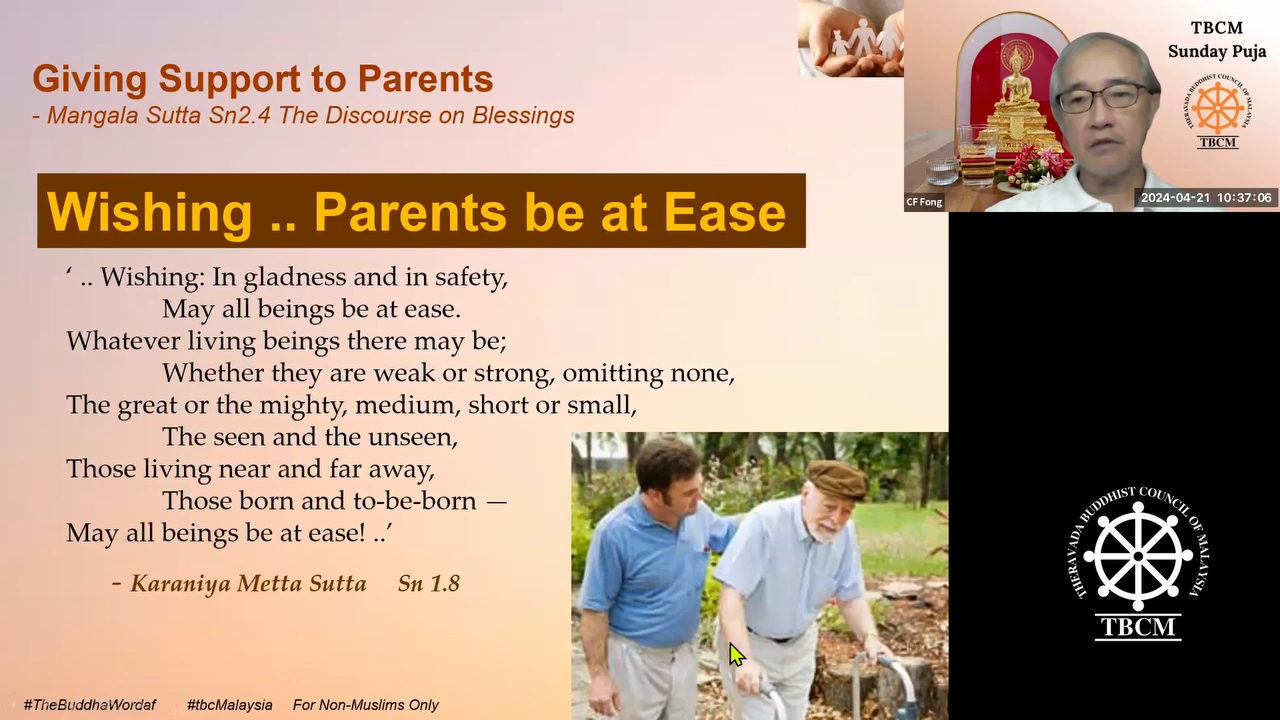 Giving Support to Parents
- Mangala Sutta Sn2.4 The Discourse on Blessings
Wishing .. Parents be at Ease
‘ .. Wishing: In gladness and in safety,
May all beings be at ease.
Whatever living beings there may be;
Whether they are weak or strong, omitting none,
The great or the mighty, medium, short or small,
The seen and the unseen,
Those living near and far away,
Those born and to-be-born —
May all beings be at ease! ..’
- Karaniya Metta Sutta Sn 1.8
#TheBuddhaWordaf #tbcMalaysia For Non-Muslims Only
TBCM
Sunday Puja
THERAVADA BUDDHIST COUNCIL OF MALAYSIA
TBCM
CF Fong
2024-04-21 10:37:06
THERAVADA BUDDHIST COUNCIL OF MALAYSIA
TBCM